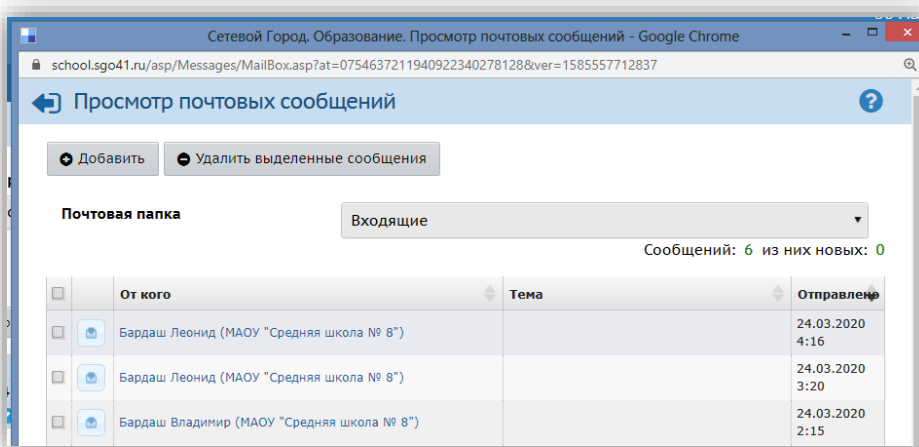 Сетевой Город. Образование. Просмотр почтовых сообщений - Google Chrome
school.sgo41.ru/asp/Messages/MailBox.asp?at=0754637211940922340278128&ver=1585557712837
Просмотр почтовых сообщений
Добавить
Удалить выделенные сообщения
Почтовая папка
Входящие
Сообщений: 6 из них новых: 0
От кого
Тема
Отправлено
Бардаш Леонид (МАОУ "Средняя школа № 8")
24.03.2020
4:16
Бардаш Леонид (МАОУ "Средняя школа № 8")
24.03.2020
3:20
Бардаш Владимир (МАОУ "Средняя школа № 8")
24.03.2020
2:15